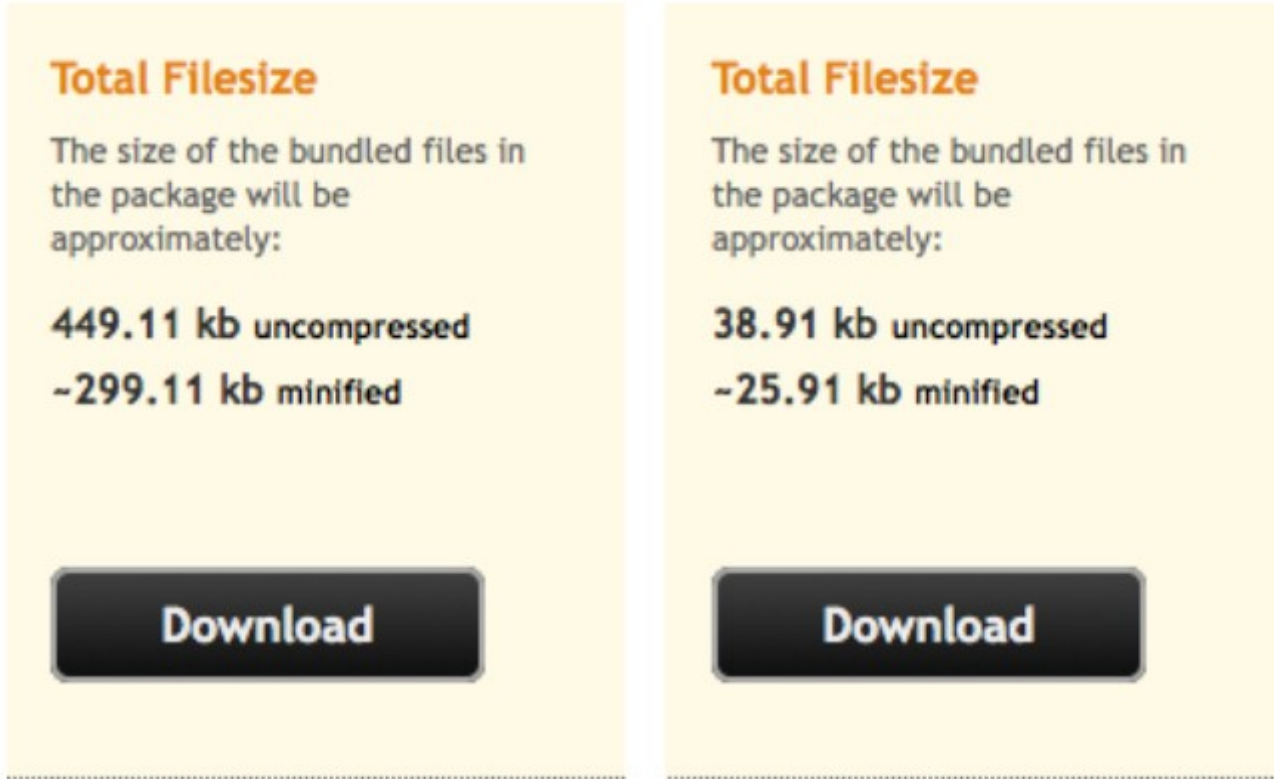 Total Filesize
The size of the bundled files in
the package will be
approximately:
449.11 kb uncompressed
~299.11 kb minified
Download
Total Filesize
The size of the bundled files in
the package will be
approximately:
38.91 kb uncompressed
~25.91 kb minified
Download